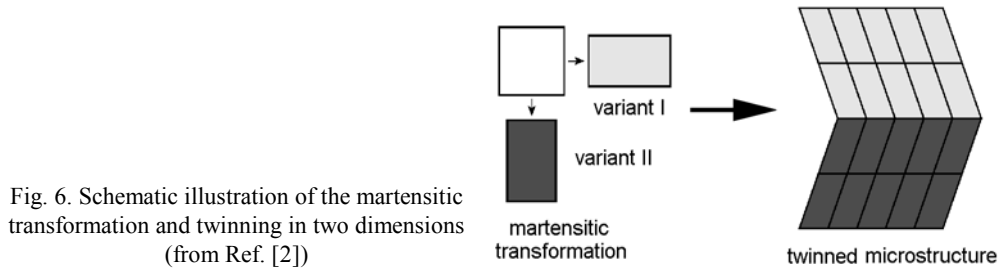 variant I
variant II
Fig. 6. Schematic illustration of the martensitic
transformation and twinning in two dimensions
(from Ref. [2])
martensitic
transformation
twinned microstructure